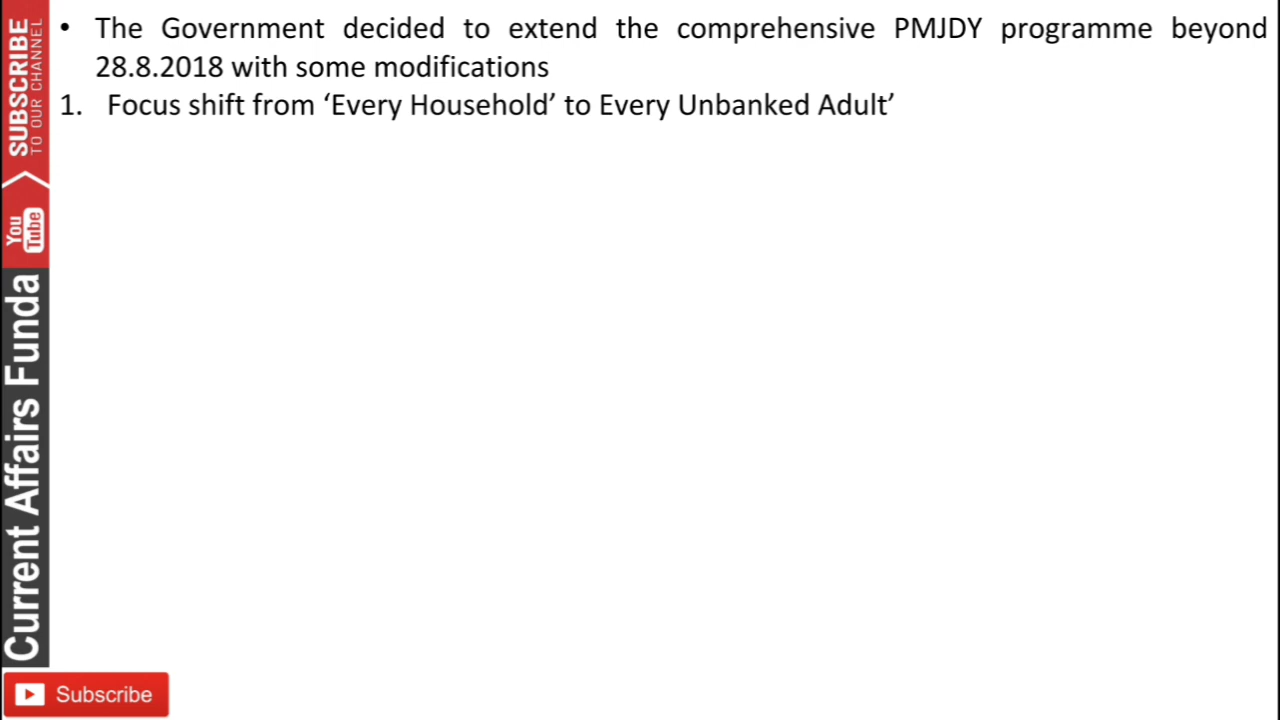 • The Government decided to extend the comprehensive PMJDY programme beyond
28.8.2018 with some modifications
1. Focus shift from ‘Every Household’ to Every Unbanked Adult’
SUBSCRIBE
TO OUR CHANNEL
You
Tube
Current Affairs Funda
Subscribe